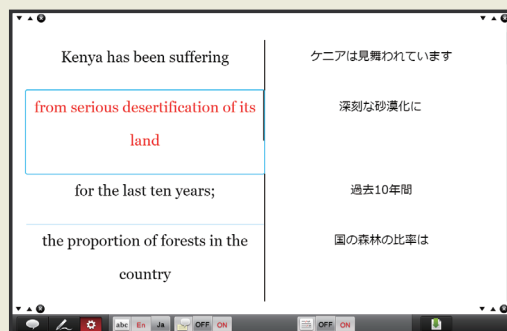 Kenya has been suffering
ケニアは見舞われています
from serious desertification of its
land
深刻な砂漠化に
for the last ten years;
過去10年間
the proportion of forests in the
country
国の森林の比率は
abc En Ja OFF ON OFF ON